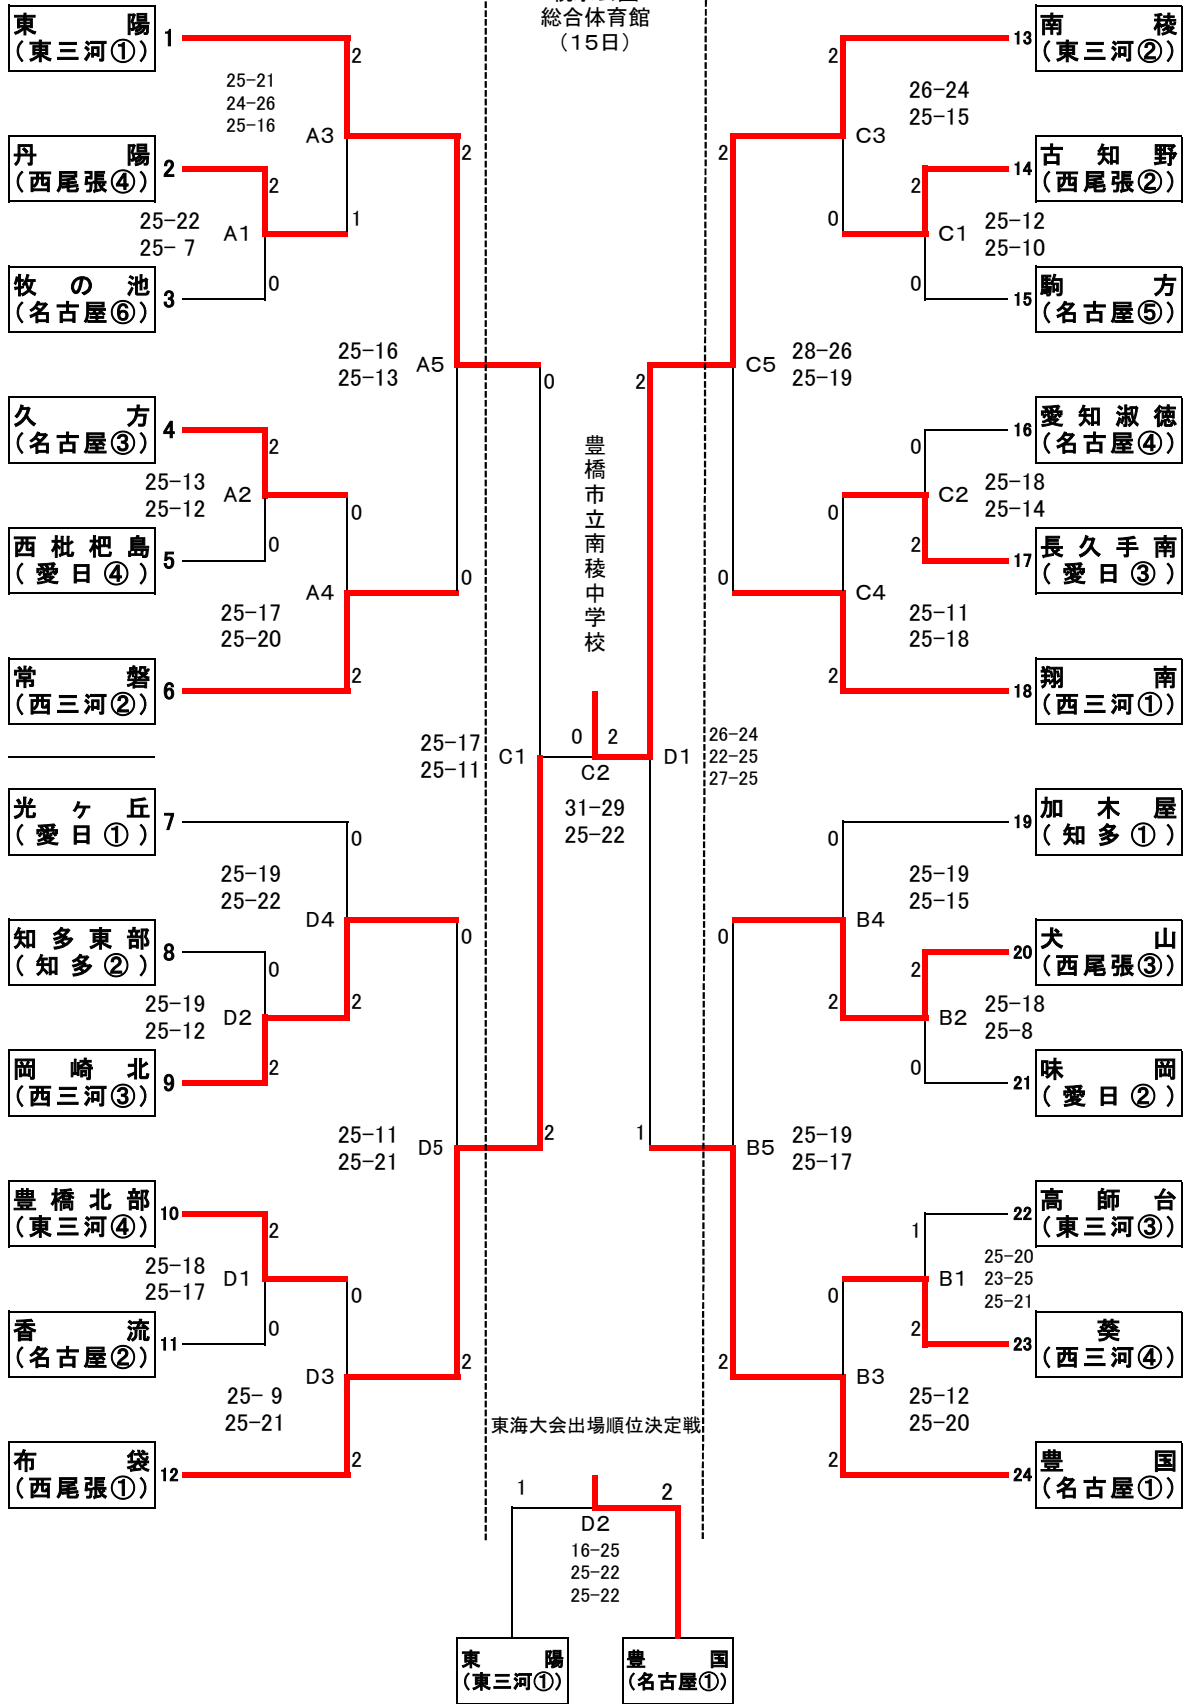 総合体育館
（15日）
東陽
（東三河①）
1
2
25-21
24-26
25-16
A3
丹陽
（西尾張④）
2
2
2
1
25-22
25- 7
A1
牧の池
（名古屋⑥）
3
0
25-16
25-13
A5
0
久方
（名古屋③）
4
2
25-13
25-12
A2
0
西枇杷島
（愛日④）
5
0
A4
0
25-17
25-20
常磐
（西三河②）
6
2
25-17
25-11
C1
光ヶ丘
（愛日①）
7
0
25-19
25-22
D4
知多東部
（知多②）
8
0
0
25-19
25-12
D2
2
岡崎北
（西三河③）
9
2
25-11
25-21
D5
2
豊橋北部
（東三河④）
10
2
25-18
25-17
D1
0
香流
（名古屋②）
11
0
D3
2
25- 9
25-21
布袋
（西尾張①）
12
2
豊橋市立南稜中学校
0
2
C2
31-29
25-22
13
南稜
（東三河②）
2
26-24
25-15
C3
14
古知野
（西尾張②）
2
2
0
C1
25-12
25-10
15
駒方
（名古屋⑤）
0
C5
28-26
25-19
2
16
愛知淑徳
（名古屋④）
0
C2
25-18
25-14
0
17
長久手南
（愛日③）
2
0
C4
25-11
25-18
18
翔南
（西三河①）
2
D1
26-24
22-25
27-25
19
加木屋
（知多①）
0
25-19
25-15
B4
0
20
犬山
（西尾張③）
2
2
B2
25-18
25-8
21
味岡
（愛日②）
0
1
B5
25-19
25-17
22
高師台
（東三河③）
1
B1
25-20
23-25
25-21
0
23
葵
（西三河④）
2
2
B3
25-12
25-20
24
豊国
（名古屋①）
2
東海大会出場順位決定戦
1
2
D2
16-25
25-22
25-22
東陽
（東三河①）
豊国
（名古屋①）